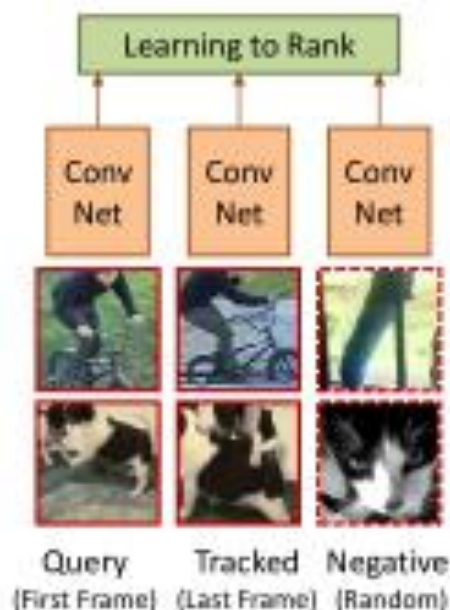 Learning to Rank
Conv
Net
Conv
Net
Conv
Net
Query
(First Frame)
Tracked
(Last Frame)
Negative
(Random)